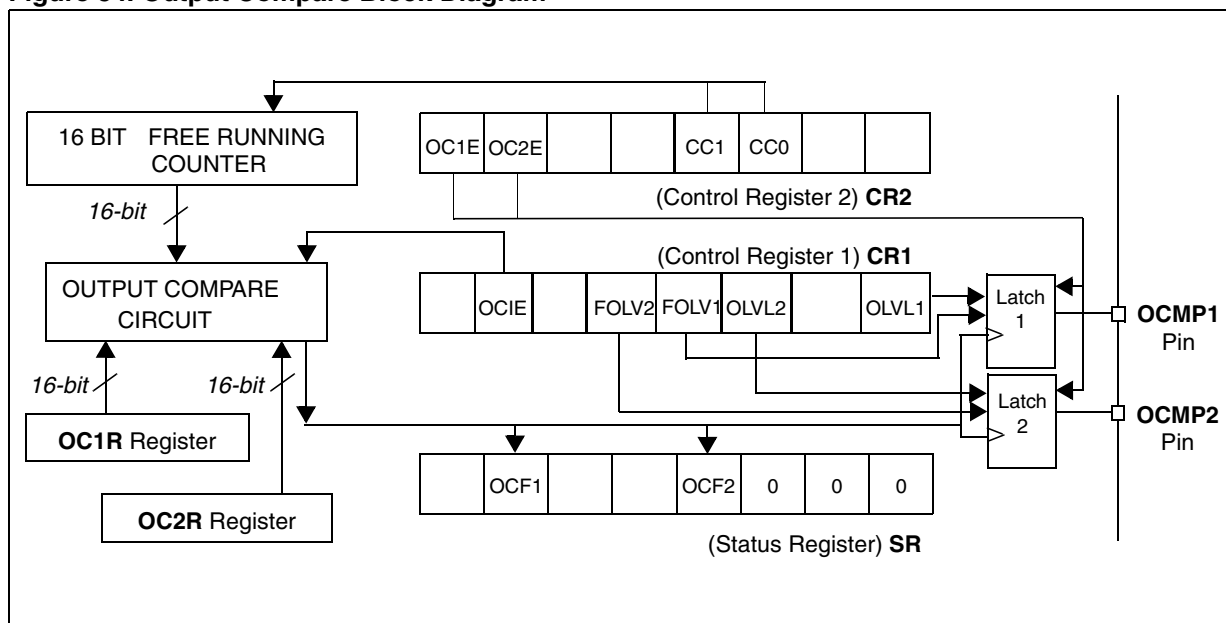 Figure Output Compare Block Diagram
16 BIT FREE RUNNING
COUNTER
OC1E OC2E CC1 CC0
(Control Register 2) CR2
16-bit
(Control Register 1) CR1
OUTPUT COMPARE
CIRCUIT
OCIE FOLV2 FOLV1 OLVL2 OLVL1
Latch
1
OCMP1
Pin
16-bit
16-bit
Latch
2
OCMP2
Pin
OC1R Register
OCF1 OCF2 0 0 0
OC2R Register
(Status Register) SR